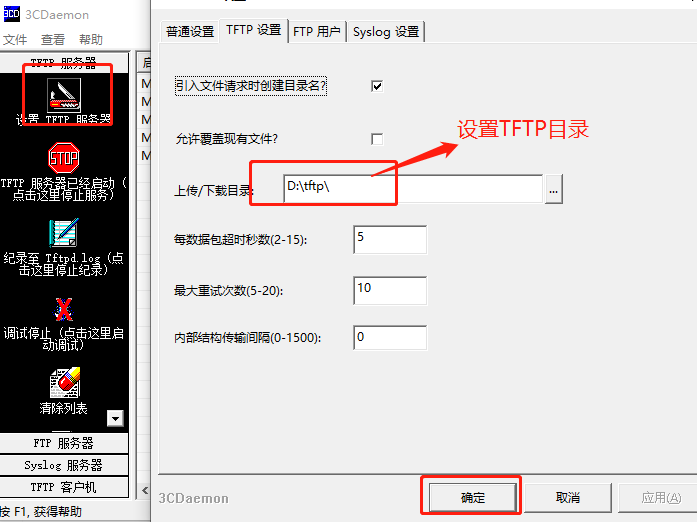 3CDaemon
文件 查看 帮助
TFTP 服务器
设置 TFTP 服务器
STOP
TFTP 服务器已经启动 (
点击这里停止服务)
纪录至 Tftpd.log (点
击这里停止纪录)
调试停止 (点击这里启
动调试)
清除列表
FTP 服务器
Syslog 服务器
TFTP 客户机
按 F1, 获得帮助
M
M
M
M
普通设置 TFTP 设置 FTP 用户 Syslog 设置
引入文件请求时创建目录名?
允许覆盖现有文件?
设置TFTP目录
上传/下载目录: D:\tftp\ ...
每数据包超时秒数(2-15): 5
最大重试次数(5-20): 10
内部结构传输间隔(0-1500): 0
3CDaemon 确定 取消 应用(A)